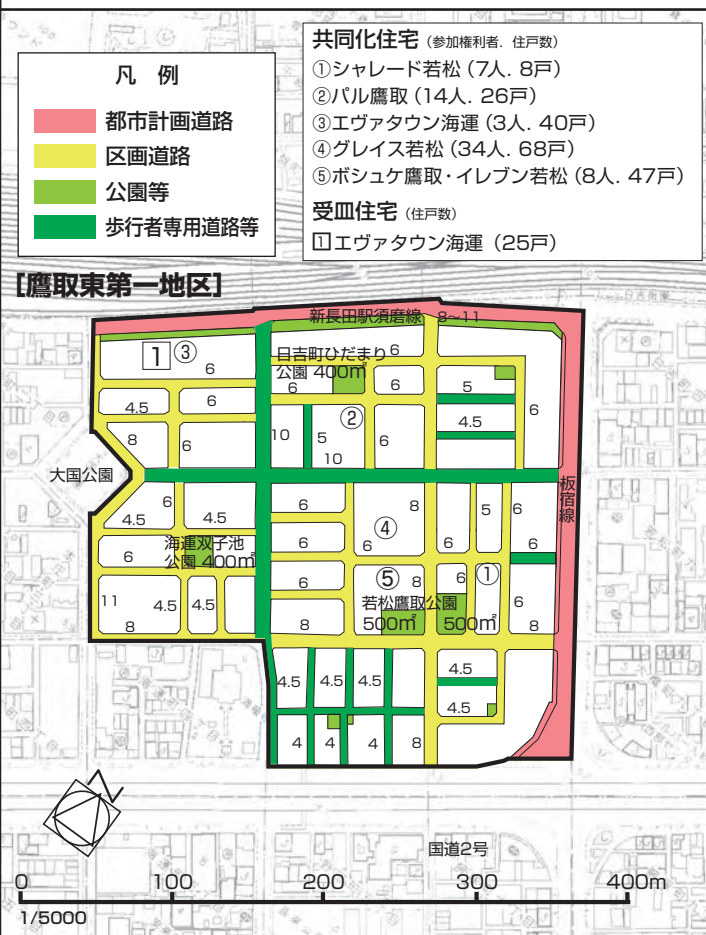 凡 例
都市計画道路
区画道路
公園等
歩行者専用道路等
共同化住宅（参加権利者．住戸数）
①シャレード若松（7人．8戸）
②パル鷹取（14人．26戸）
③エヴァタウン海運（3人．40戸）
④グレイス若松（34人．68戸）
⑤ボシュケ鷹取・イレブン若松（8人．47戸）
受皿住宅（住戸数）
1エヴァタウン海運（25戸）
[鷹取東第一地区]
新長田駅須磨線 8～11
1 ③
6
日吉町ひだまり
公園 400㎡
6
6 6 5
4.5 6
4.5
6
8 6
10 5 10
②
6
大国公園
板宿線
6
4.5 4.5
6 8 5 6
④
6 6 6 6
海運双子池
公園 400㎡
6
6 ⑤ 8 6 ①
若松鷹取公園
500㎡ 500㎡
11 4.5 4.5
8
8
6
8
4.5 4.5 4.5
4.5
4.5
4 4 4 8
N
国道2号
0 100 200 300 400m
1/5000